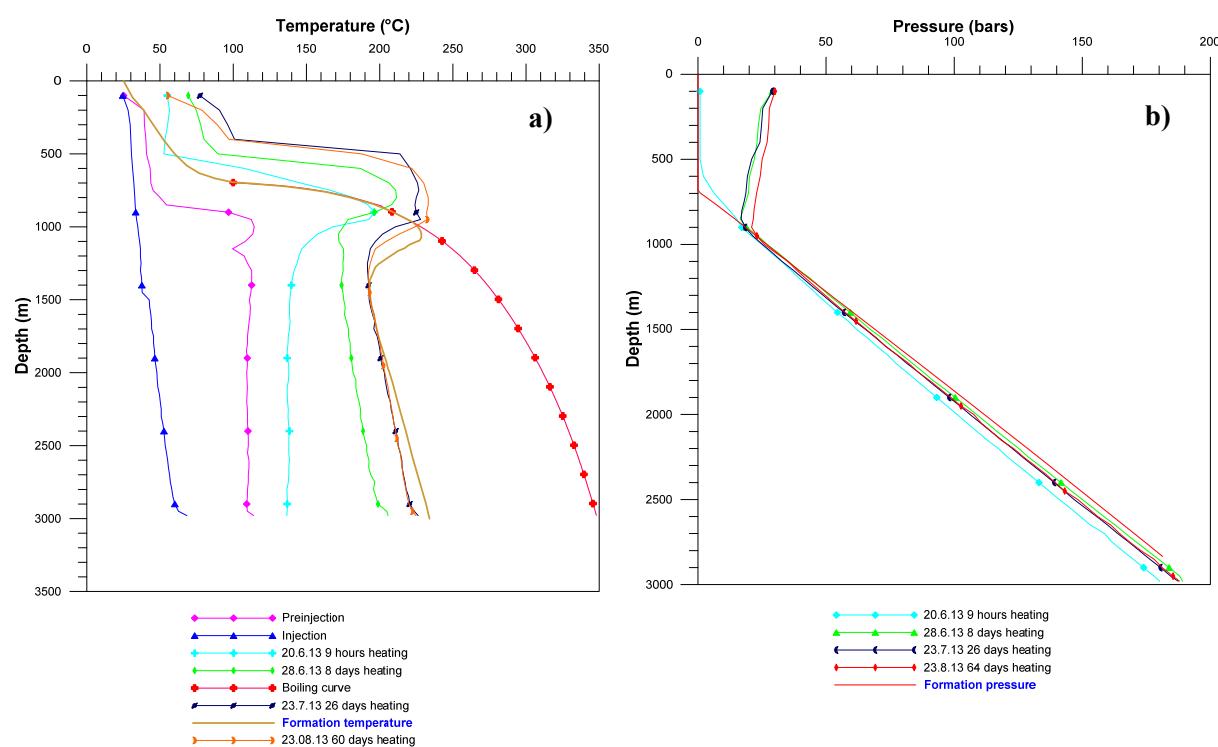 Temperature (°C)
0 50 100 150 200 250 300 350
0
500
1000
1500
2000
2500
3000
3500
Depth (m)
a)
Preinjection
Injection
20.6.13 9 hours heating
28.6.13 8 days heating
Boiling curve
23.7.13 26 days heating
Formation temperature
23.08.13 60 days heating
Pressure (bars)
0 50 100 150 200
0
500
1000
1500
2000
2500
3000
Depth (m)
b)
20.6.13 9 hours heating
28.6.13 8 days heating
23.7.13 26 days heating
23.8.13 64 days heating
Formation pressure